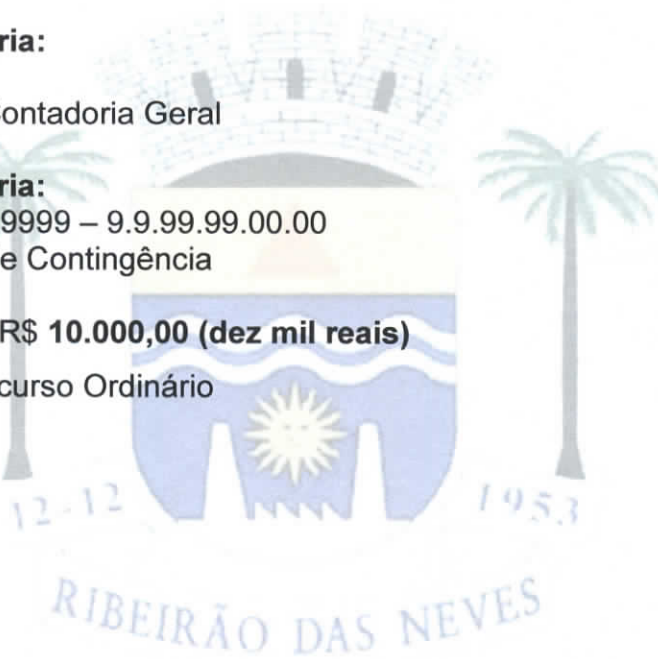 ria:
Contadoria Geral
ria:
9999 – 9.9.99.99.00.00
e Contingência
R$ 10.000,00 (dez mil reais)
curso Ordinário
12-12
1953
RIBEIRÃO DAS NEVES